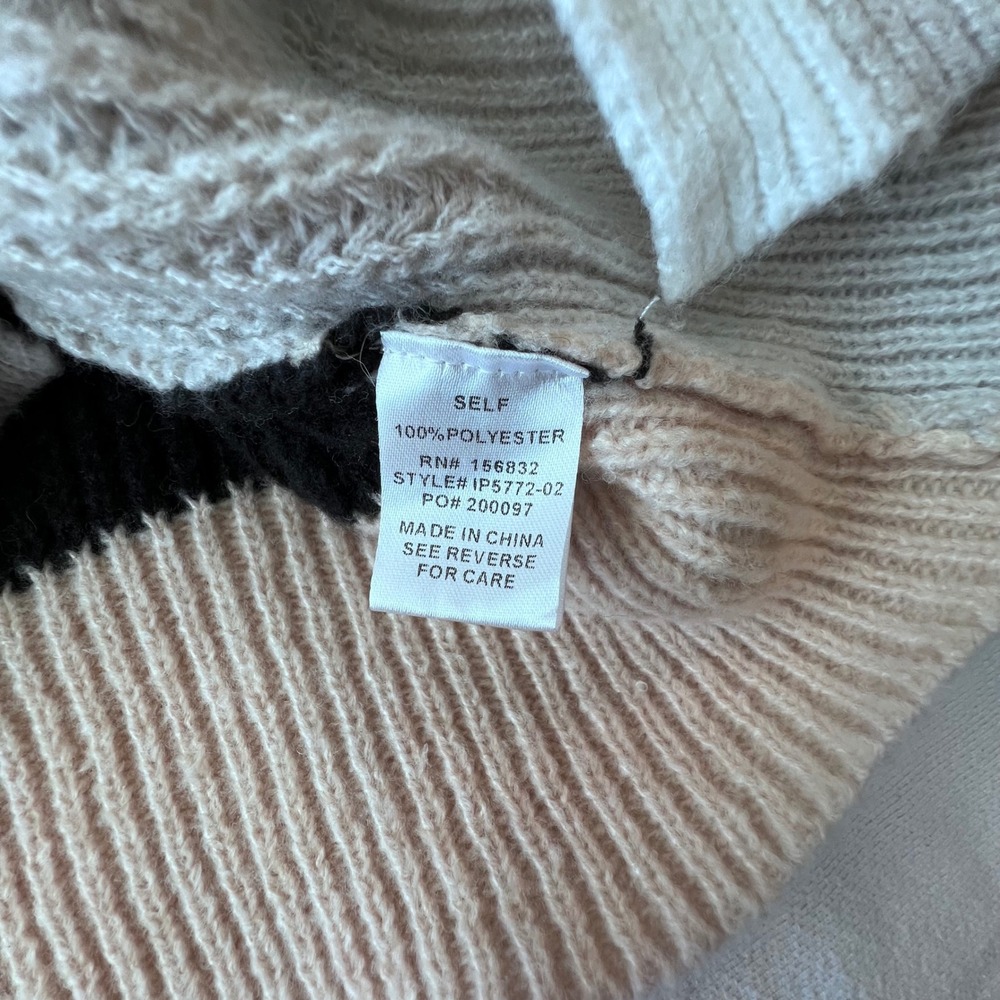 SELF
100%POLYESTER
RN# 156832
STYLE# IP5772-02
PO# 200097
MADE IN CHINA
SEE REVERSE
FOR CARE